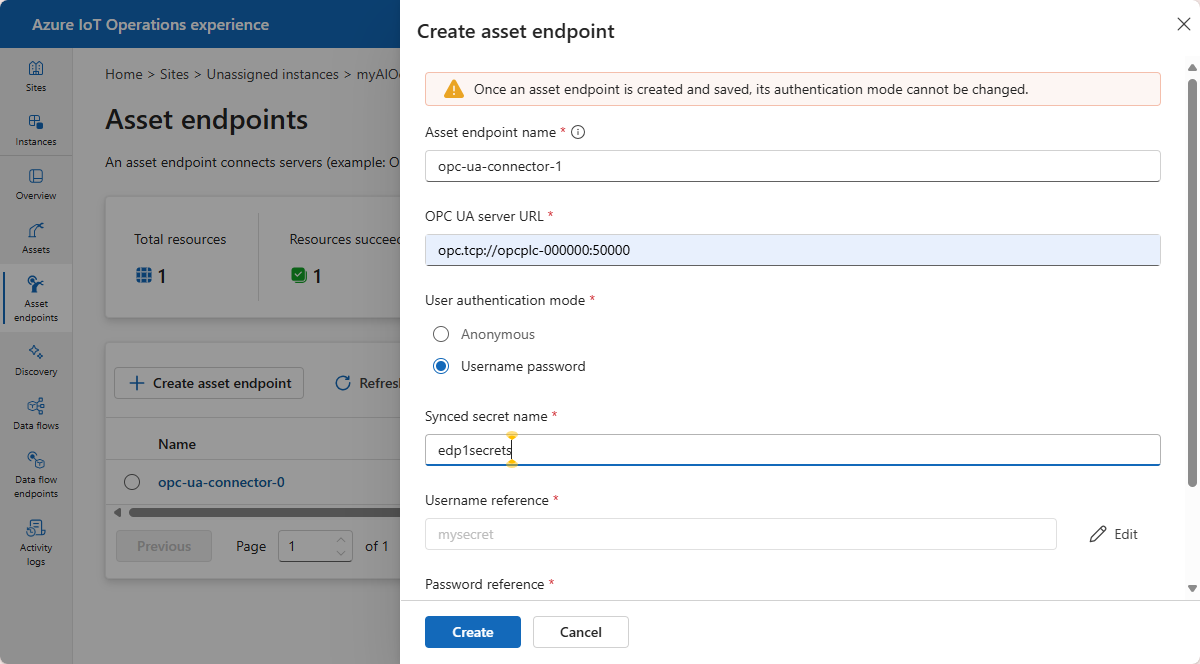 Azure IoT Operations experience
Sites
Instances
Overview
Assets
Asset
endpoints
Discovery
Data flows
Data flow
endpoints
Activity
logs
Home > Sites > Unassigned instances >
Asset endpoints
An asset endpoint connects servers (example:
Total resources
1
Resources
1
Create asset endpoint
Name
opc-ua-connector-0
Previous
Page
1
of 1
Create asset endpoint
Once an asset endpoint is created and saved, its authentication mode cannot be changed.
Asset endpoint name *
opc-ua-connector-1
OPC UA server URL *
opc.tcp://opcplc-000000:50000
User authentication mode *
Anonymous
Username password
Synced secret name *
edp1secrets
Username reference *
mysecret
Edit
Password reference *
Create
Cancel